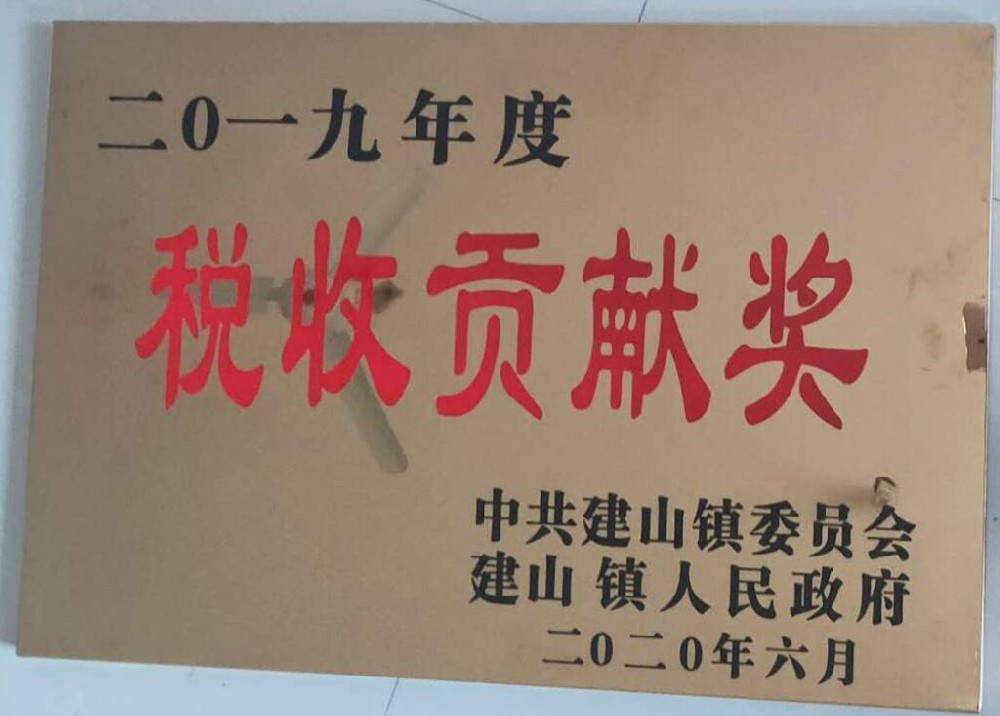 二0一九年度
税收贡献奖
中共建山镇委员会
建山镇人民政府
二0二0年六月